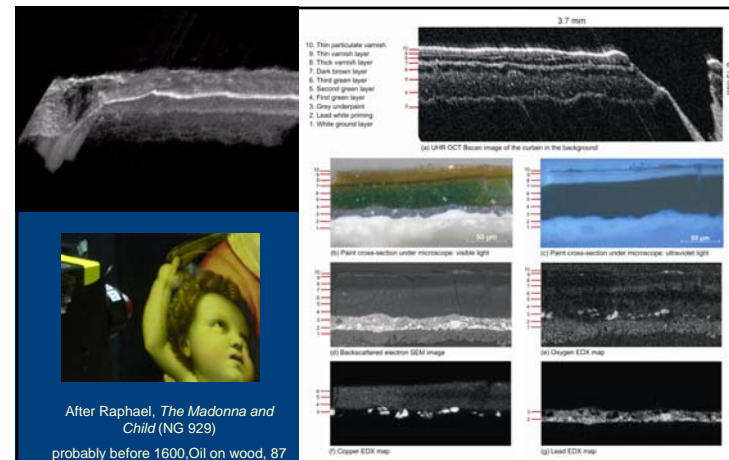 After Raphael, The Madonna and
Child (NG 929)
probably before 1600,Oil on wood, 87
3.7 mm
10. Thin particulate varnish
9. Thin varnish layer
8. Thick varnish layer
7. Dark brown layer
6. Third green layer
5. Second green layer
4. First green layer
3. Grey underpaint
2. Lead white priming
1. White ground layer
(a) UHR OCT Bscan image of the curtain in the background
50 µm
50 µm
(b) Paint cross-section under microscope: visible light
(c) Paint cross-section under microscope: ultraviolet light
(d) Backscattered electron SEM image
(e) Oxygen EDX map
(f) Copper EDX map
(g) Lead EDX map